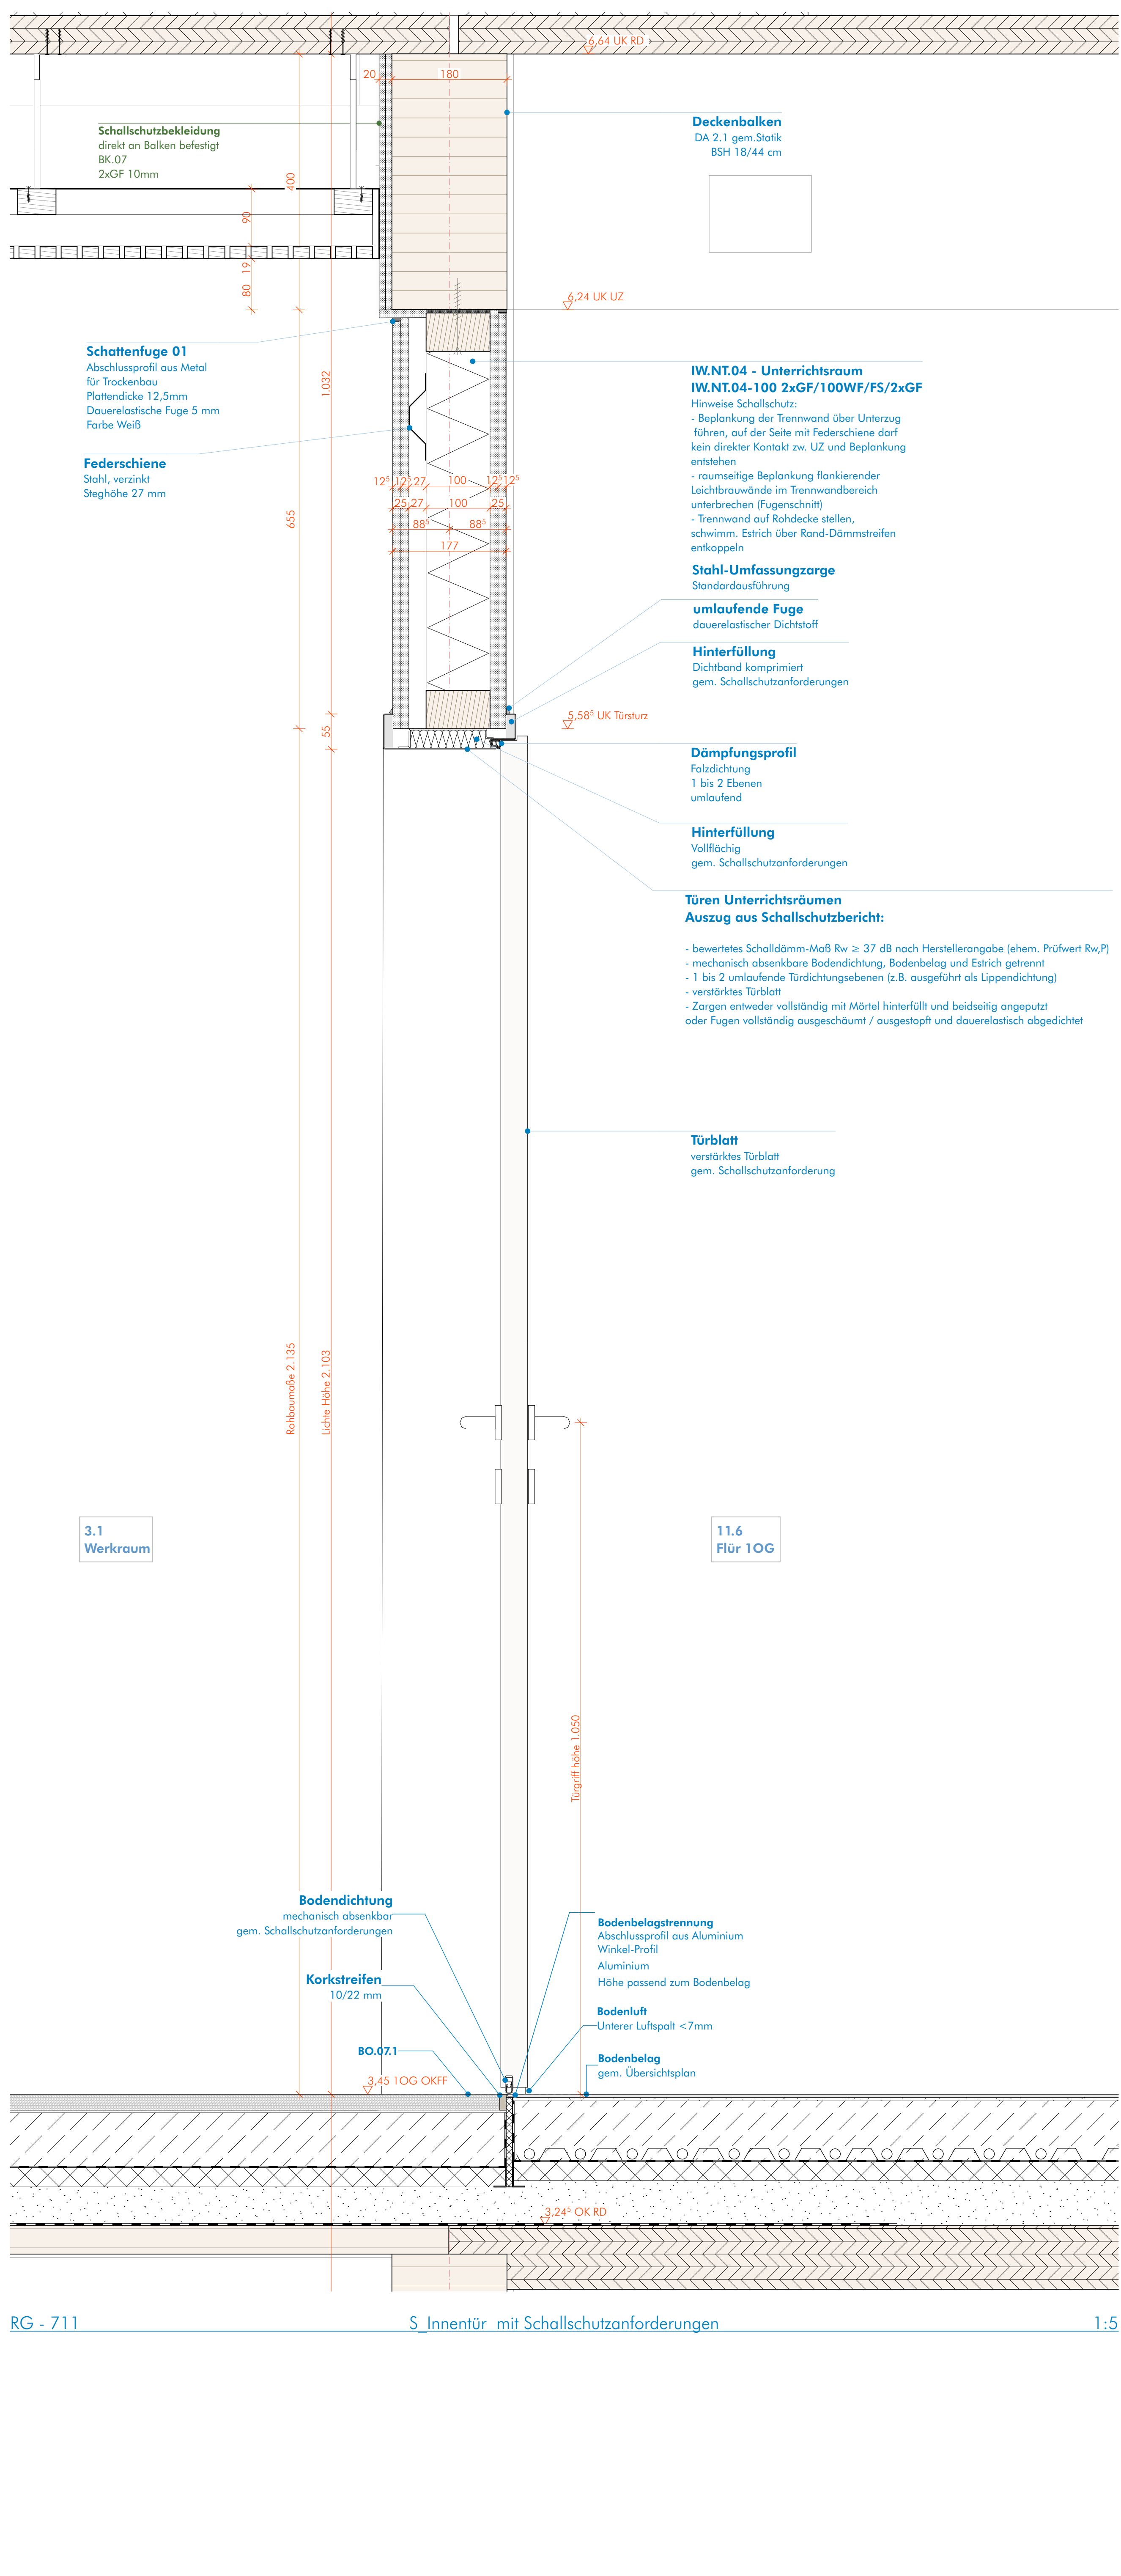 6,64 UK RD
20
180
Schallschutzbekleidung
direkt an Balken befestigt
BK.07
2xGF 10mm
Deckenbalken
DA 2.1 gem.Statik
BSH 18/44 cm
400
90
19
80
6,24 UK UZ
Schattenfuge 01
Abschlussprofil aus Metal
für Trockenbau
Plattendicke 12,5mm
Dauerelastische Fuge 5 mm
Farbe Weiß
1.032
IW.NT.04 - Unterrichtsraum
IW.NT.04-100 2xGF/100WF/FS/2xGF
Hinweise Schallschutz:
- Beplankung der Trennwand über Unterzug
führen, auf der Seite mit Federschiene darf
kein direkter Kontakt zw. UZ und Beplankung
entstehen
- raumseitige Beplankung flankierender
Leichtbrauwände im Trennwandbereich
unterbrechen (Fugenschnitt)
- Trennwand auf Rohdecke stellen,
schwimm. Estrich über Rand-Dämmstreifen
entkoppeln
Federschiene
Stahl, verzinkt
Steghöhe 27 mm
12⁵ 12⁵ 27 100 12⁵ 12⁵
25 27 100 25
88⁵ 88⁵
177
655
Stahl-Umfassungzarge
Standardausführung
umlaufende Fuge
dauerelastischer Dichtstoff
Hinterfüllung
Dichtband komprimiert
gem. Schallschutzanforderungen
5,58⁵ UK Türsturz
55
Dämpfungsprofil
Falzdichtung
1 bis 2 Ebenen
umlaufend
Hinterfüllung
Vollflächig
gem. Schallschutzanforderungen
Türen Unterrichtsräumen
Auszug aus Schallschutzbericht:
- bewertetes Schalldämm-Maß Rw ≥ 37 dB nach Herstellerangabe (ehem. Prüfwert Rw,P)
- mechanisch absenkbare Bodendichtung, Bodenbelag und Estrich getrennt
- 1 bis 2 umlaufende Türdichtungsebenen (z.B. ausgeführt als Lippendichtung)
- verstärktes Türblatt
- Zargen entweder vollständig mit Mörtel hinterfüllt und beidseitig angeputzt
oder Fugen vollständig ausgeschäumt / ausgestopft und dauerelastisch abgedichtet
Türblatt
verstärktes Türblatt
gem. Schallschutzanforderung
Rohbaumaße 2.135
Lichte Höhe 2.103
3.1
Werkraum
11.6
Flür 1OG
Türgriff höhe 1.050
Bodendichtung
mechanisch absenkbar
gem. Schallschutzanforderungen
Korkstreifen
10/22 mm
BO.07.1
3,45 1OG OKFF
Bodenbelagstrennung
Abschlussprofil aus Aluminium
Winkel-Profil
Aluminium
Höhe passend zum Bodenbelag
Bodenluft
Unterer Luftspalt <7mm
Bodenbelag
gem. Übersichtsplan
3,24⁵ OK RD
RG - 711
S_Innentür mit Schallschutzanforderungen
1:5